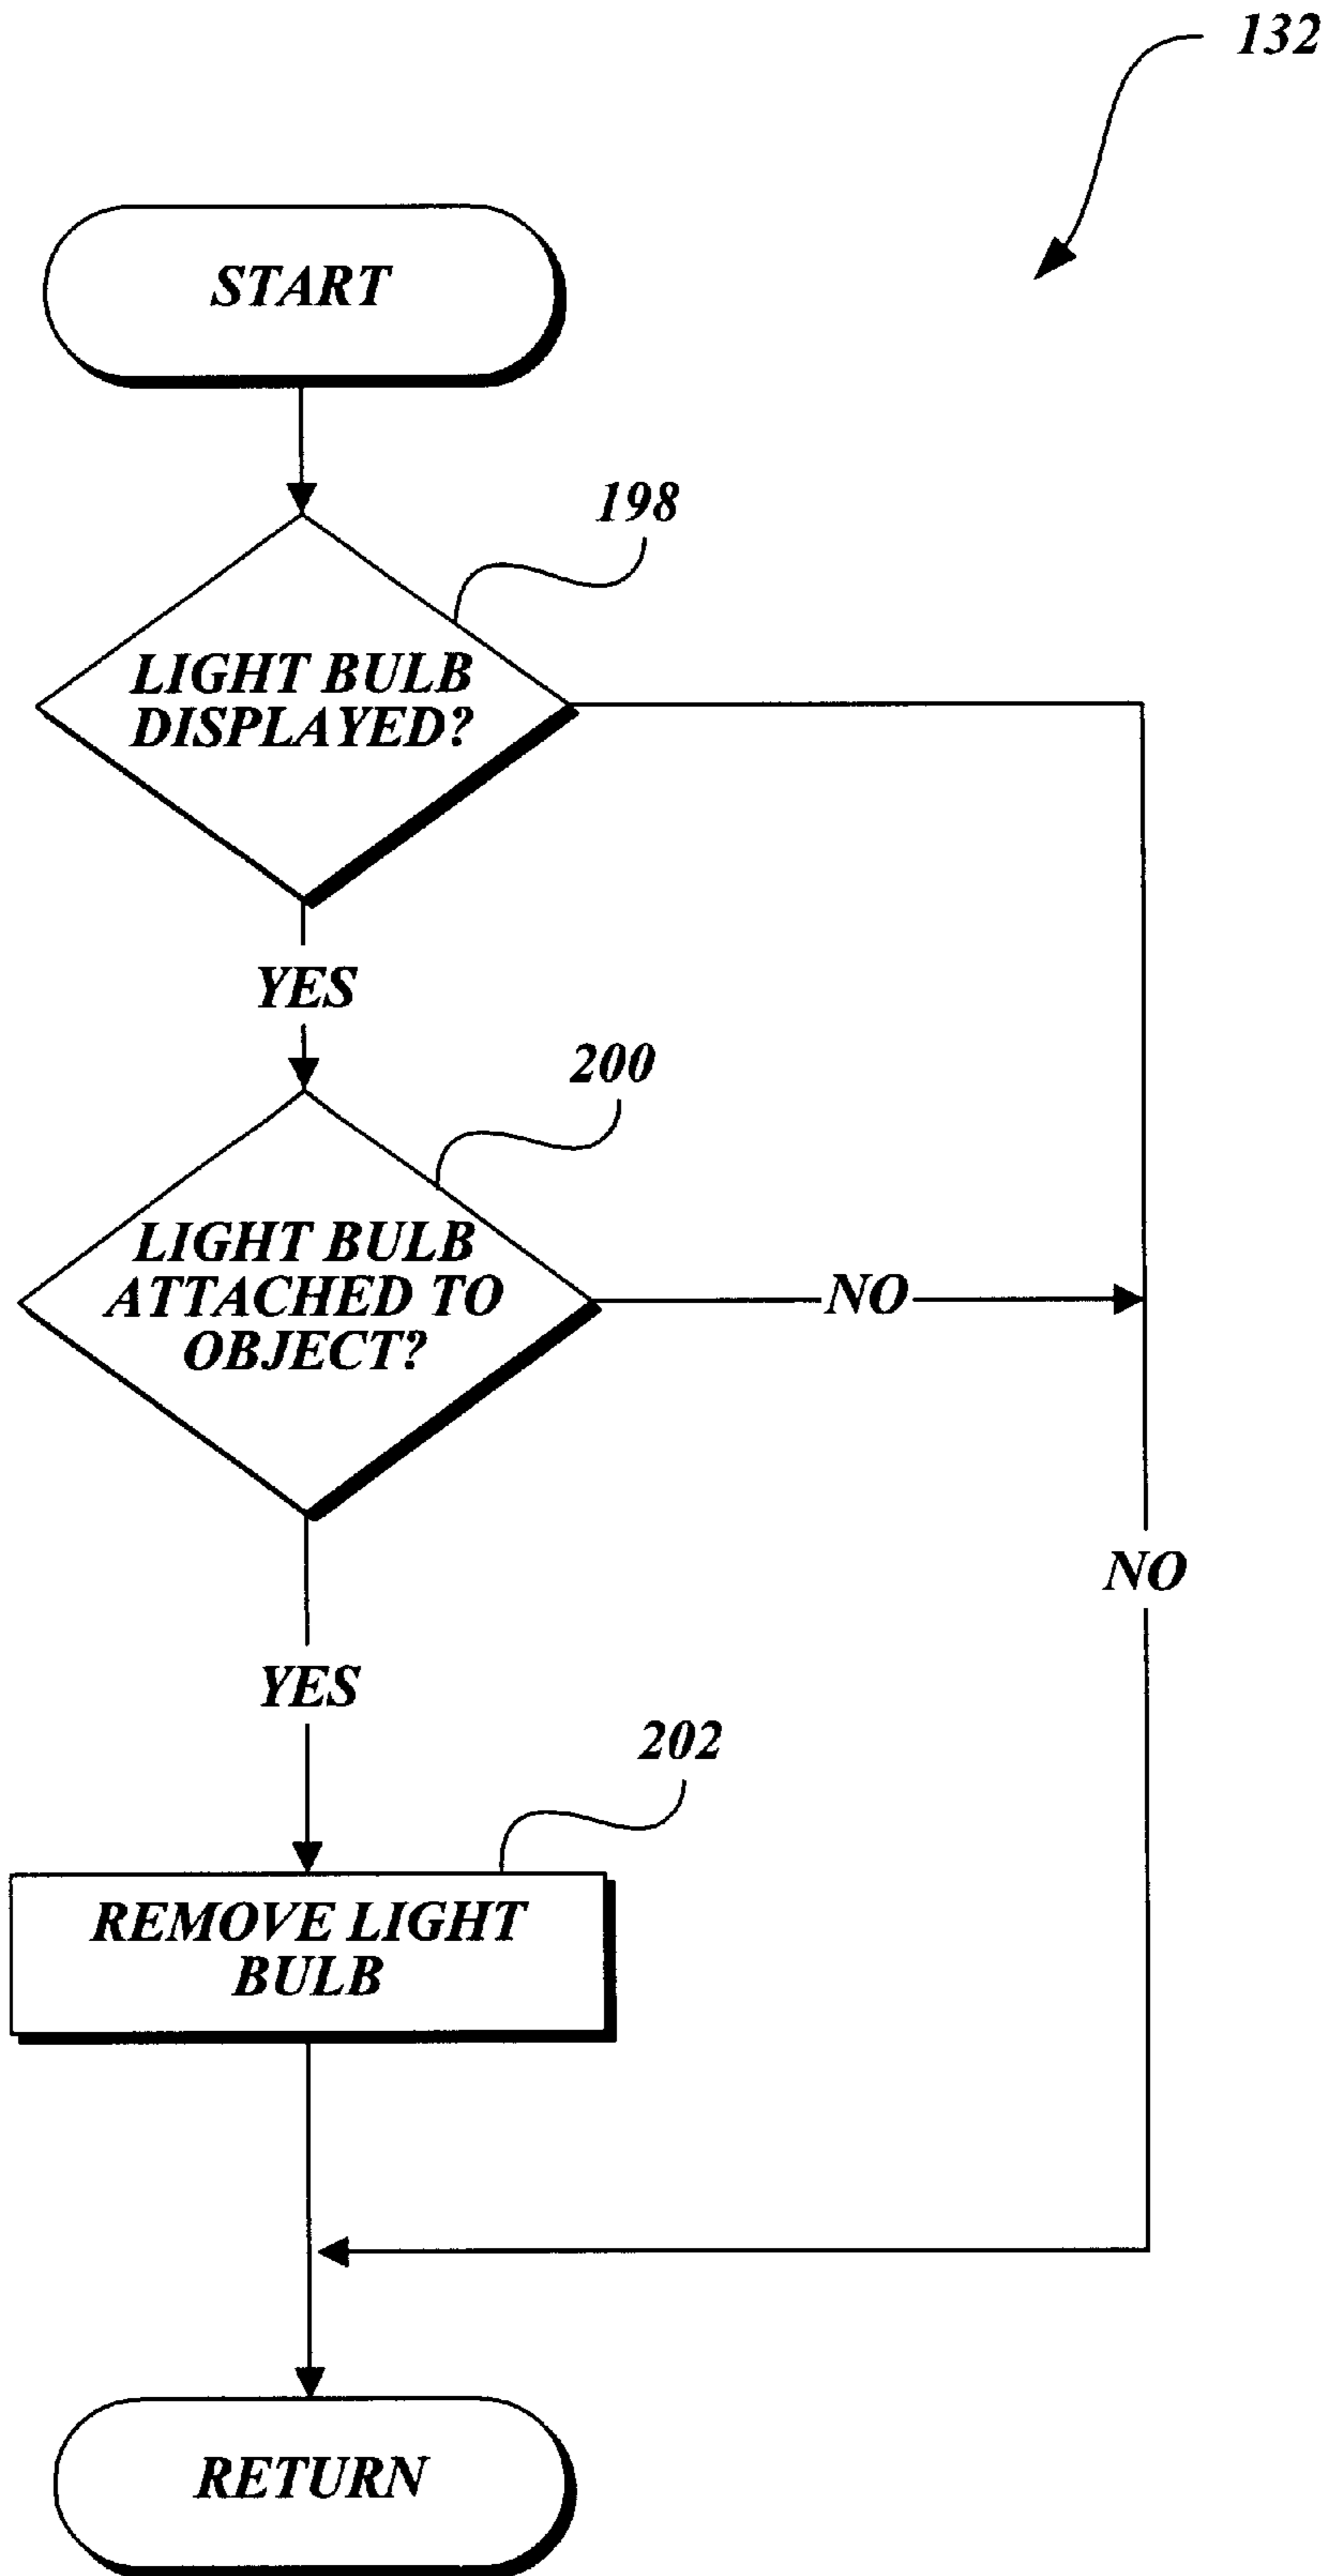 132
START
198
LIGHT BULB
DISPLAYED?
YES
200
LIGHT BULB
ATTACHED TO
OBJECT?
NO
NO
YES
202
REMOVE LIGHT
BULB
RETURN